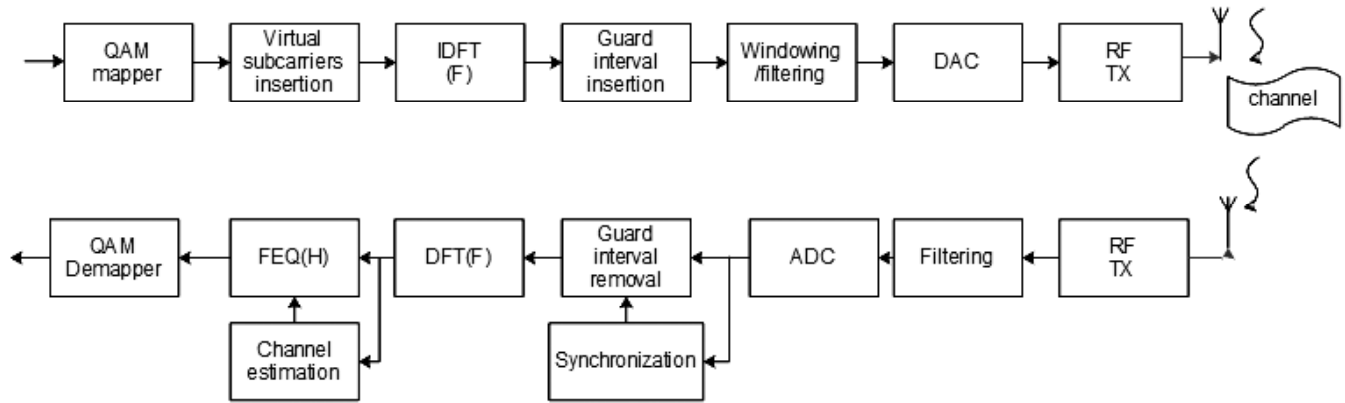 QAM
mapper
Virtual
subcarriers
insertion
IDFT
(F)
Guard
interval
insertion
Windowing
/filtering
DAC
RF
TX
channel
QAM
Demapper
FEQ(H)
DFT(F)
Guard
interval
removal
ADC
Filtering
RF
TX
Channel
estimation
Synchronization